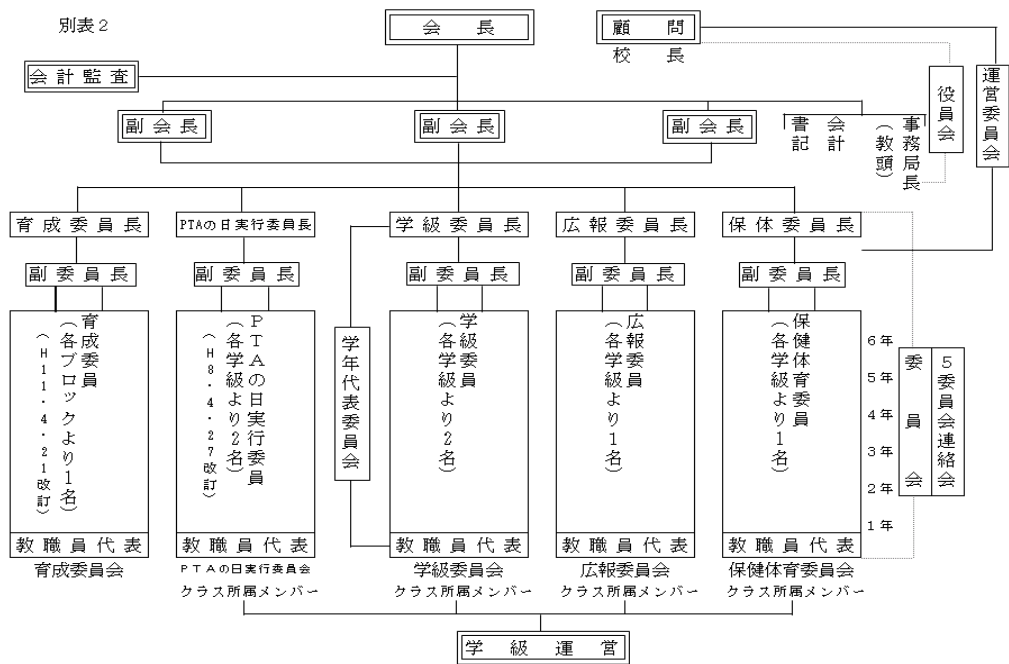 別表2
会長
顧問
校長
会計監査
役員会
運営委員会
副会長
副会長
副会長
書記
会計
事務局長
(教頭)
育成委員長
PTAの日実行委員長
学級委員長
広報委員長
保体委員長
副委員長
副委員長
副委員長
副委員長
副委員長
育成委員
(各ブロックより1名)
(H11・4・21改訂)
PTAの日実行委員
(各学級より2名)
(H8・4・27改訂)
学年代表委員会
学級委員
(各学級より2名)
広報委員
(各学級より1名)
保健体育委員
(各学級より1名)
6年
5年
4年
3年
2年
1年
委員会
5委員会連絡会
教職員代表
教職員代表
教職員代表
教職員代表
教職員代表
育成委員会
PTAの日実行委員会
学級委員会
広報委員会
保健体育委員会
クラス所属メンバー
クラス所属メンバー
クラス所属メンバー
クラス所属メンバー
学級運営